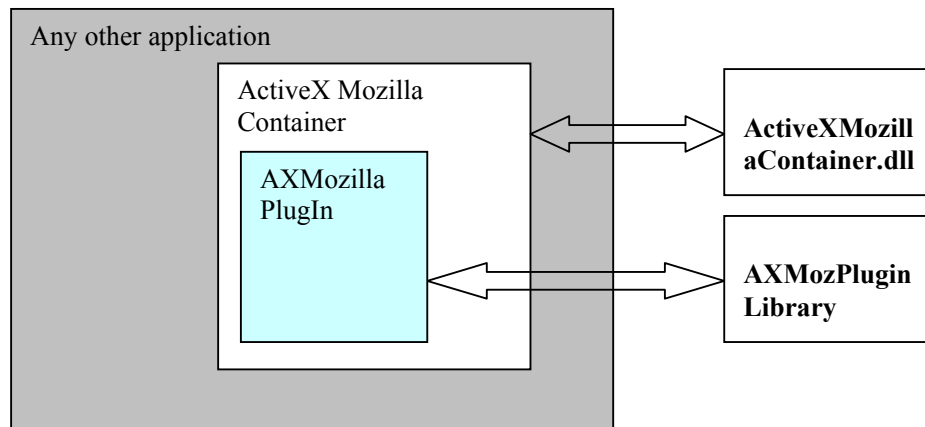 Any other application
ActiveX Mozilla
Container
AXMozilla
PlugIn
ActiveXMozill
aContainer.dll
AXMozPlugin
Library